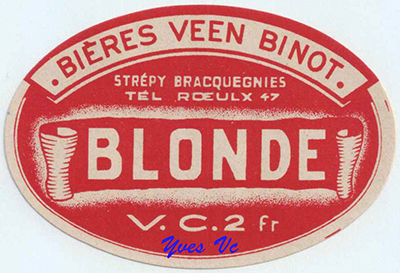 · BIÈRES VEEN BINOT ·
STRÉPY BRACQUEGNIES
TÉL RŒULX 47
BLONDE
V.C.2 fr
Yves Vc